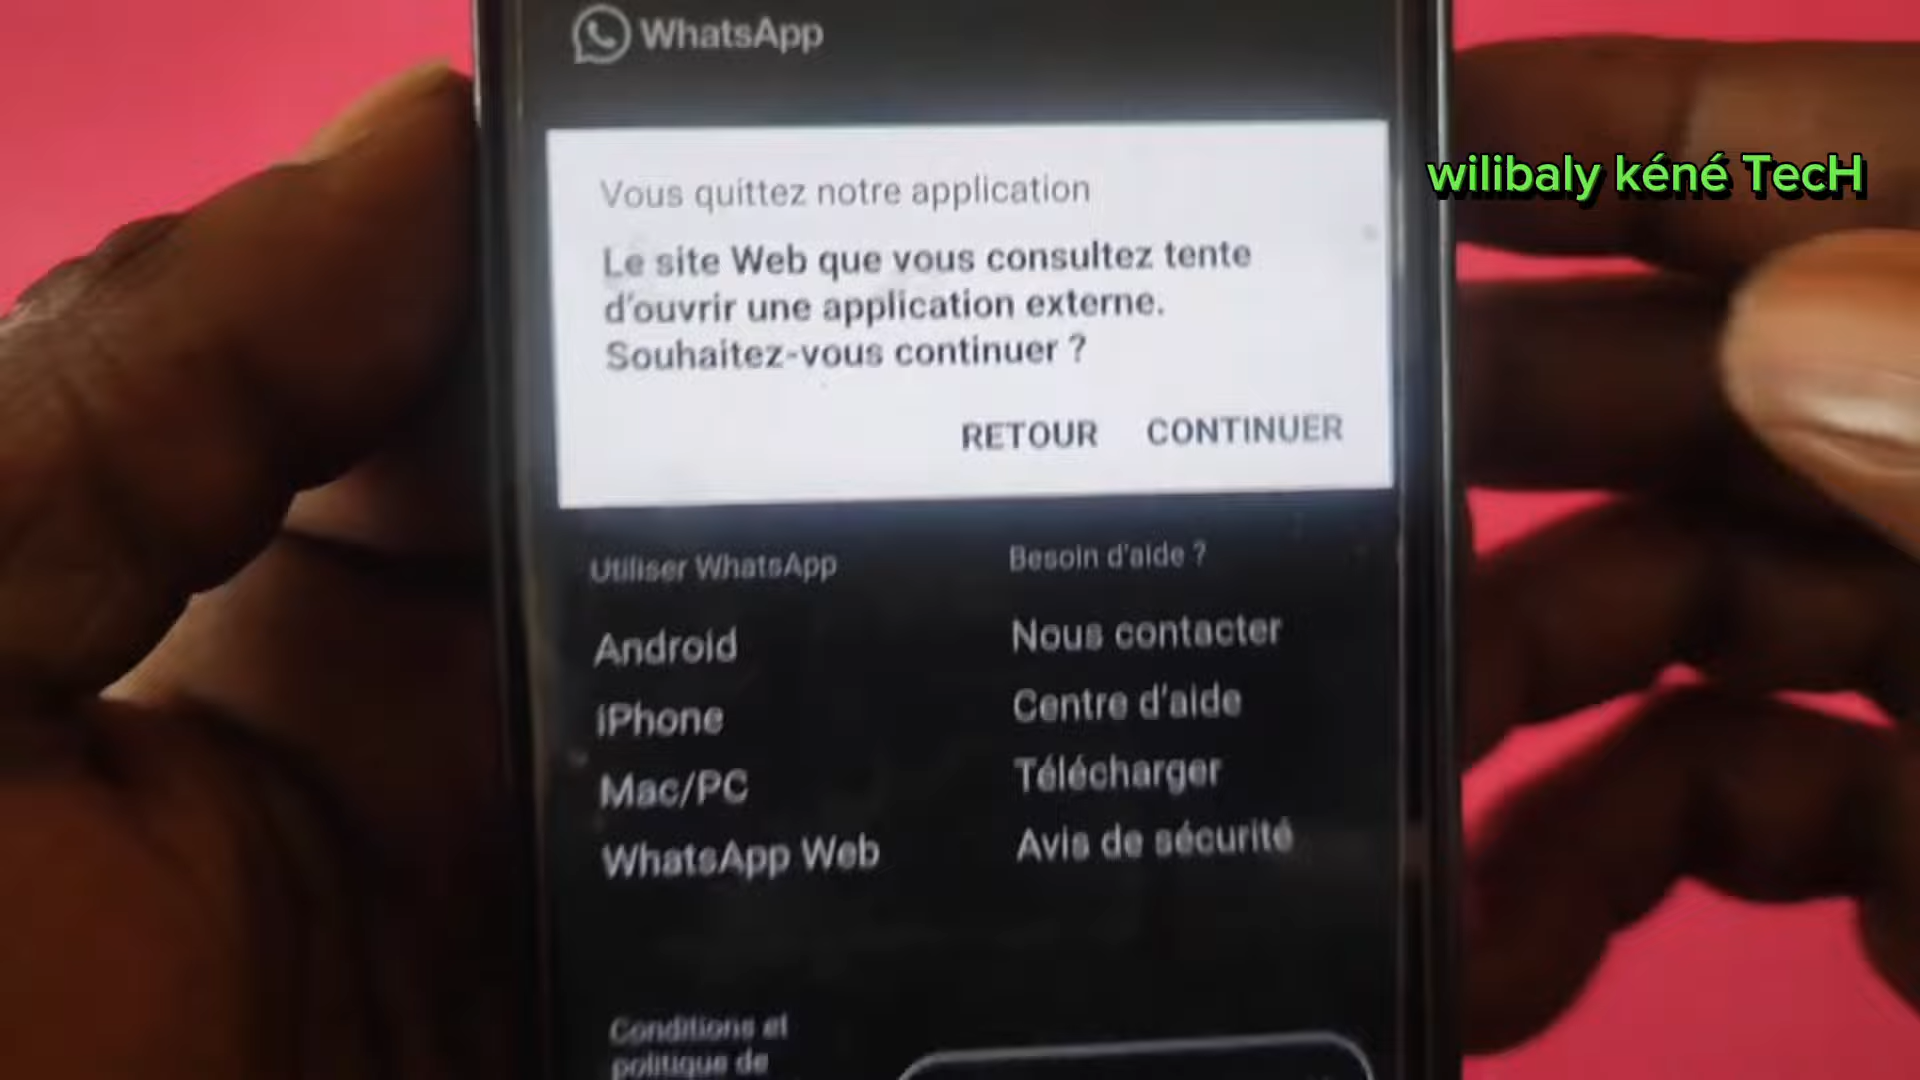 WhatsApp
wilibaly kéné TecH
Vous quittez notre application
Le site Web que vous consultez tente
d'ouvrir une application externe.
Souhaitez-vous continuer ?
RETOUR CONTINUER
Utiliser WhatsApp
Android
iPhone
Mac/PC
WhatsApp Web
Besoin d'aide ?
Nous contacter
Centre d'aide
Télécharger
Avis de sécurité
Conditions et
politique de